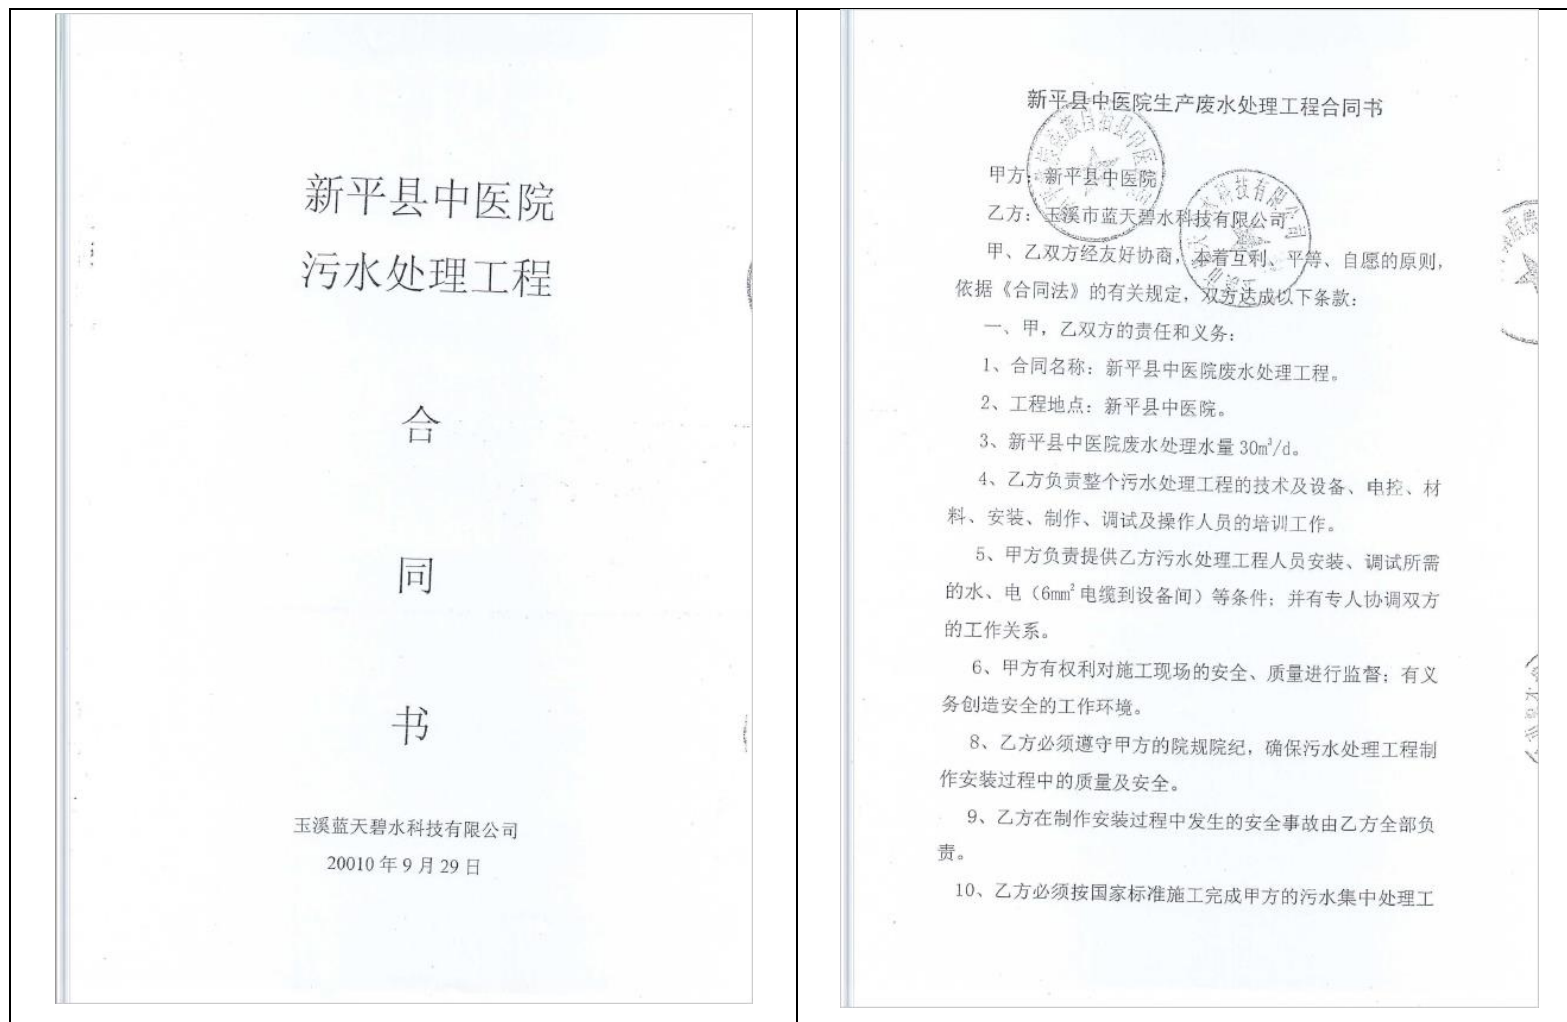 新平县中医院
污水处理工程
合
同
书
玉溪蓝天碧水科技有限公司
20010年9月29日
新平县中医院生产废水处理工程合同书
甲方：新平县中医院
乙方：玉溪市蓝天碧水科技有限公司
甲、乙双方经友好协商，本着互利、平等、自愿的原则，
依据《合同法》的有关规定，双方达成以下条款：
一、甲，乙双方的责任和义务：
1、合同名称：新平县中医院废水处理工程。
2、工程地点：新平县中医院。
3、新平县中医院废水处理水量30m³/d。
4、乙方负责整个污水处理工程的技术及设备、电控、材
料、安装、制作、调试及操作人员的培训工作。
5、甲方负责提供乙方污水处理工程人员安装、调试所需
的水、电（6mm²电缆到设备间）等条件；并有专人协调双方
的工作关系。
6、甲方有权利对施工现场的安全、质量进行监督；有义
务创造安全的工作环境。
8、乙方必须遵守甲方的院规院纪，确保污水处理工程制
作安装过程中的质量及安全。
9、乙方在制作安装过程中发生的安全事故由乙方全部负
责。
10、乙方必须按国家标准施工完成甲方的污水集中处理工